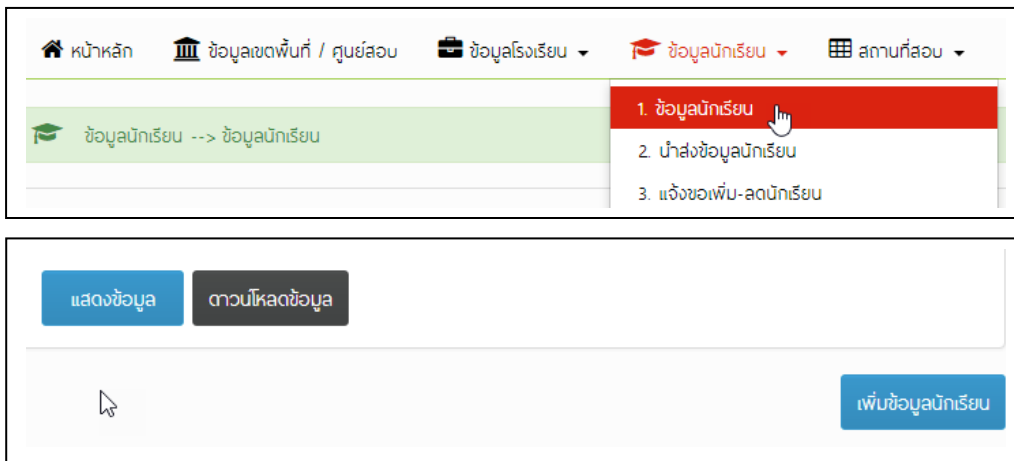 หน้าหลัก ข้อมูลเขตพื้นที่ / ศูนย์สอบ ข้อมูลโรงเรียน ข้อมูลนักเรียน สถานที่สอบ
1. ข้อมูลนักเรียน
ข้อมูลนักเรียน --> ข้อมูลนักเรียน
2. นำส่งข้อมูลนักเรียน
3. แจ้งขอเพิ่ม-ลดนักเรียน
แสดงข้อมูล ดาวน์โหลดข้อมูล
เพิ่มข้อมูลนักเรียน